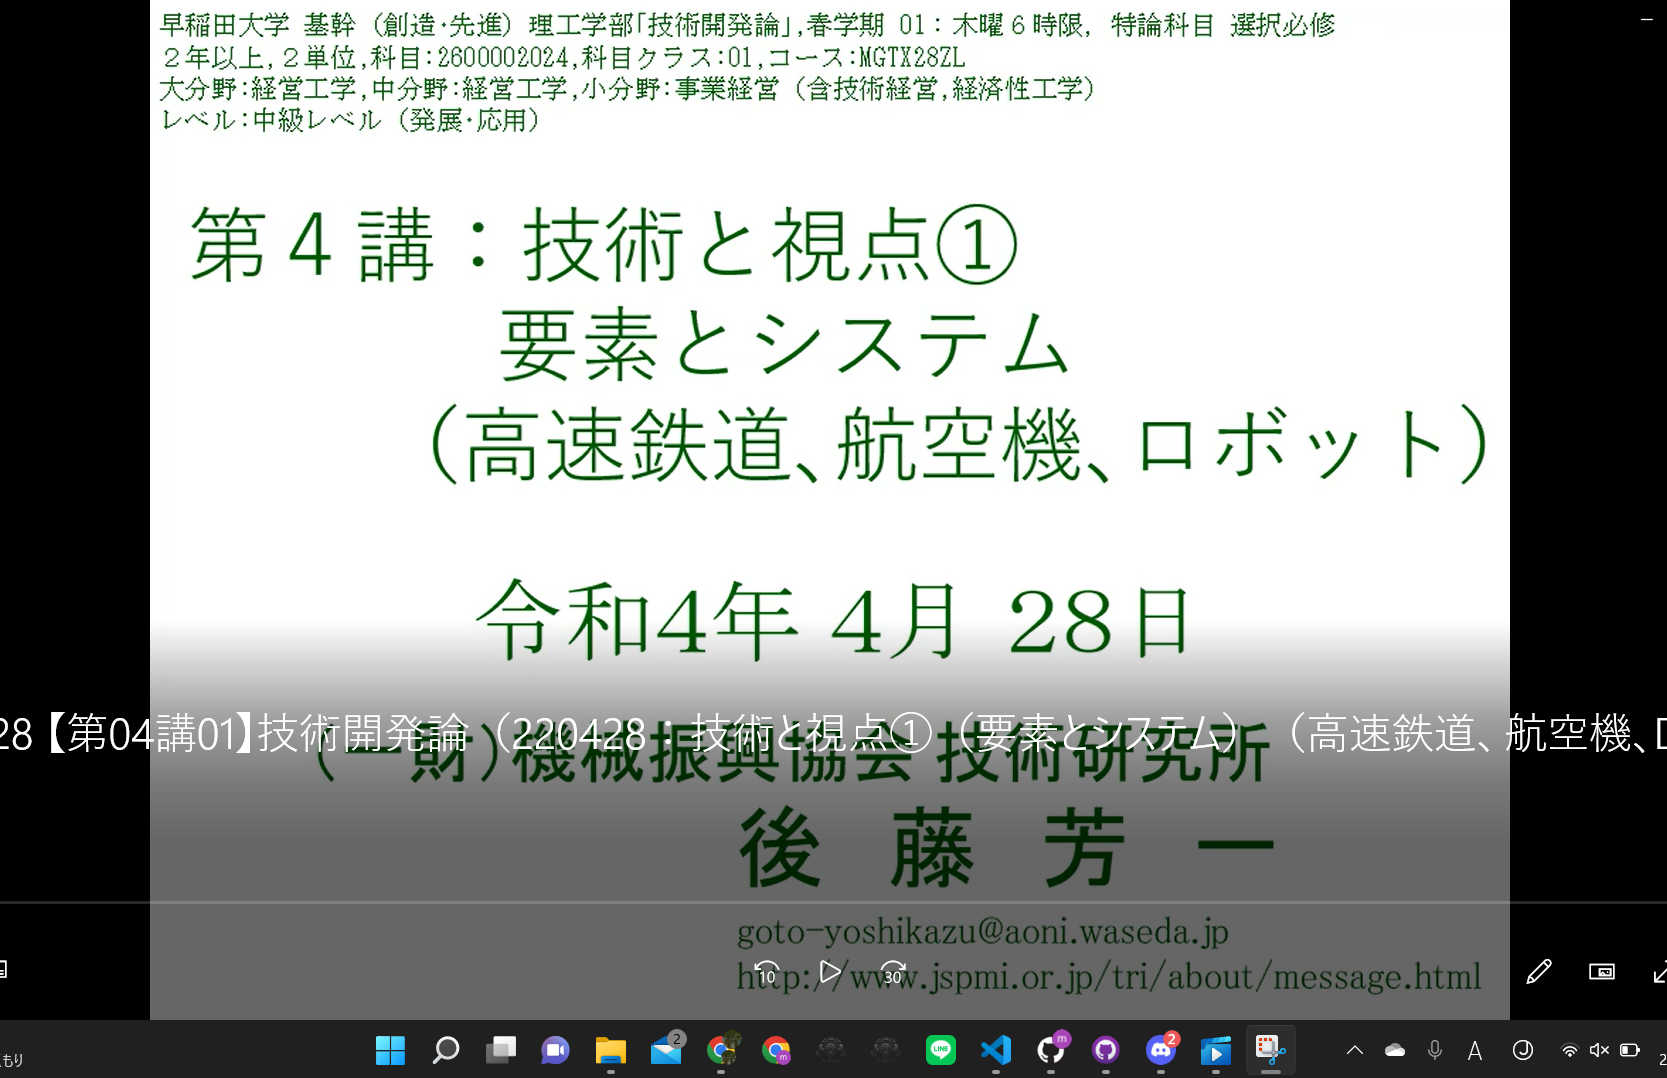 早稲田大学 基幹（創造･先進）理工学部｢技術開発論｣,春学期 01：木曜６時限, 特論科目 選択必修
２年以上,２単位,科目:2600002024,科目クラス:01,コース:MGTX28ZL
大分野:経営工学,中分野:経営工学,小分野:事業経営（含技術経営,経済性工学）
レベル:中級レベル（発展･応用）
第４講：技術と視点①
要素とシステム
（高速鉄道、航空機、ロボット）
令和4年 4月 28日
28【第04講01】技術開発論（220428：技術と視点①（要素とシステム）（高速鉄道、航空機、ロ
（一財）機械振興協会 技術研究所
後 藤 芳 一
goto-yoshikazu@aoni.waseda.jp
http://www.jspmi.or.jp/tri/about/message.html
10
30
もり
2
m
LINE
m
2
A
J
2